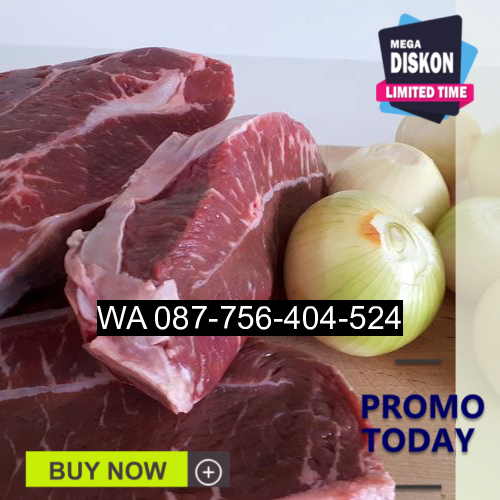 MEGA
DISKON
LIMITED TIME
WA 087-756-404-524
PROMO
TODAY
BUY NOW +